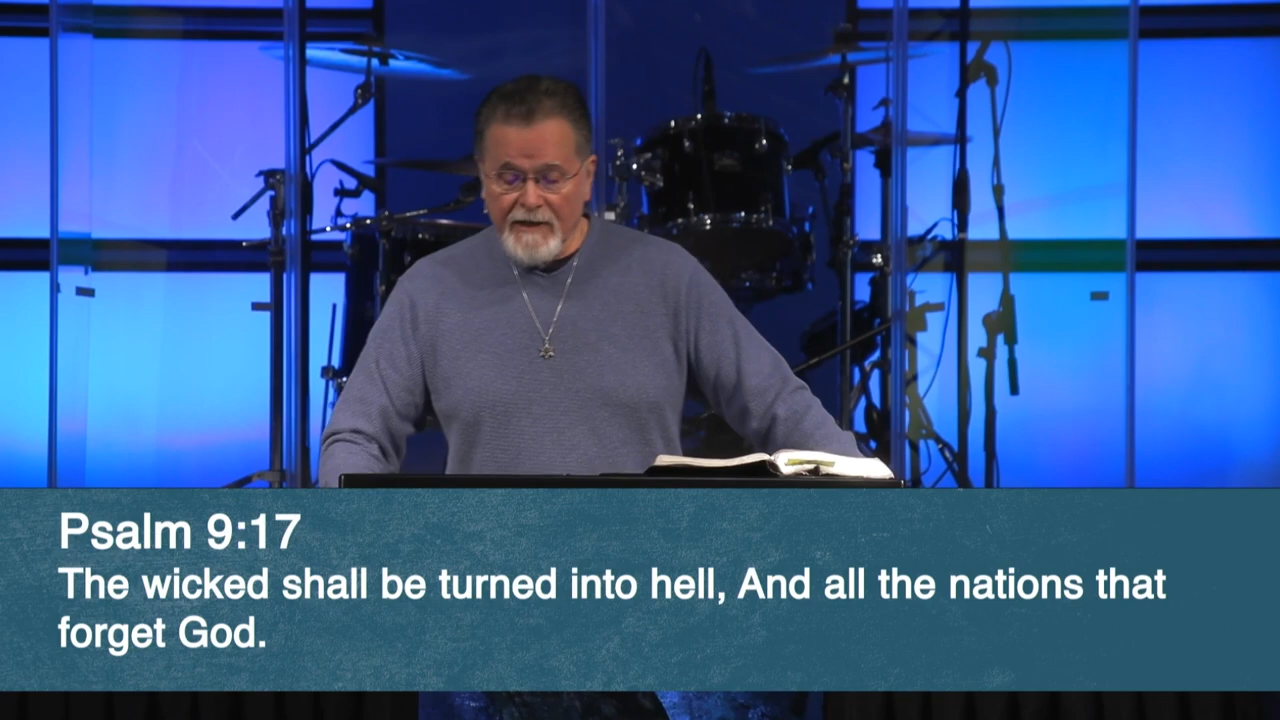 Psalm 9:17
The wicked shall be turned into hell, And all the nations that
forget God.